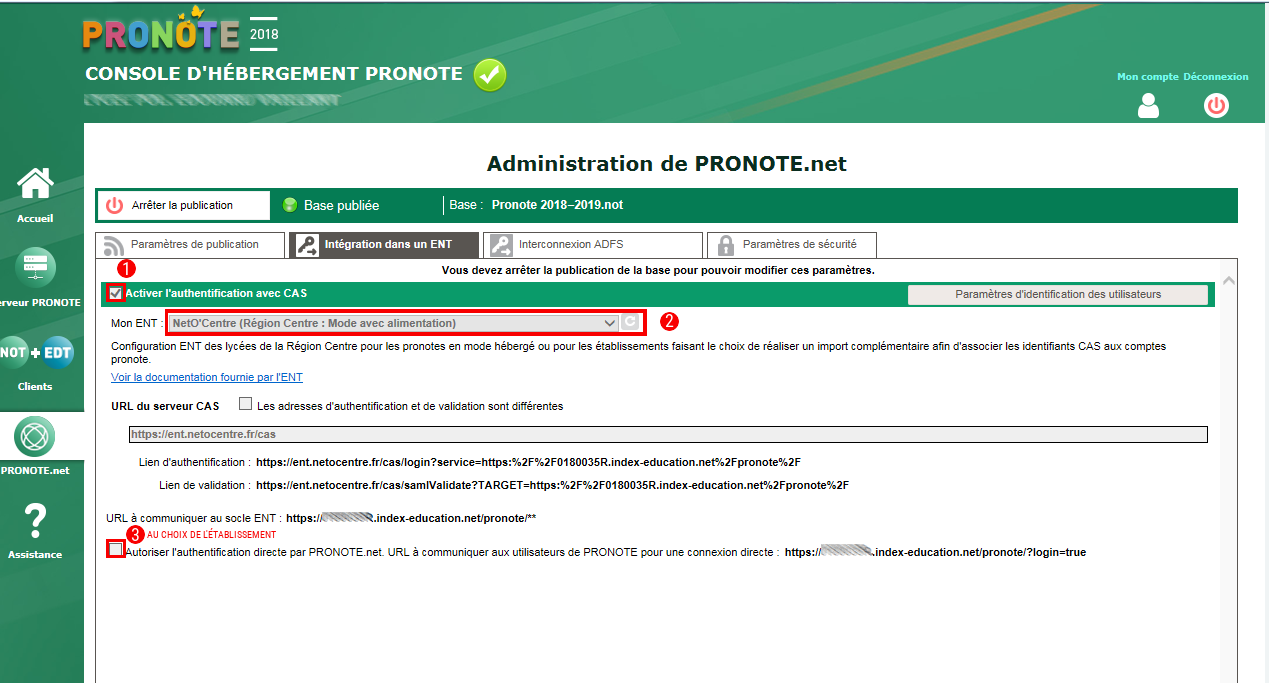 PRONOTE 2018
CONSOLE D'HÉBERGEMENT PRONOTE
Mon compte Déconnexion
Administration de PRONOTE.net
Accueil
erveur PRONOTE
NOT + EDT
Clients
PRONOTE.net
?
Assistance
Arrêter la publication
Base publiée
Base : Pronote 2018–2019.not
Paramètres de publication
Intégration dans un ENT
Interconnexion ADFS
Paramètres de sécurité
1
Vous devez arrêter la publication de la base pour pouvoir modifier ces paramètres.
Activer l'authentification avec CAS
Paramètres d'identification des utilisateurs
Mon ENT : NetO'Centre (Région Centre : Mode avec alimentation)
2
Configuration ENT des lycées de la Région Centre pour les pronotes en mode hébergé ou pour les établissements faisant le choix de réaliser un import complémentaire afin d'associer les identifiants CAS aux comptes
pronote.
Voir la documentation fournie par l'ENT
URL du serveur CAS Les adresses d'authentification et de validation sont différentes
https://ent.netocentre.fr/cas
Lien d'authentification : https://ent.netocentre.fr/cas/login?service=https:%2F%2F0180035R.index-education.net%2Fpronote%2F
Lien de validation : https://ent.netocentre.fr/cas/samlValidate?TARGET=https:%2F%2F0180035R.index-education.net%2Fpronote%2F
URL à communiquer au socle ENT : https:// R.index-education.net/pronote/**
3 AU CHOIX DE L'ÉTABLISSEMENT
Autoriser l'authentification directe par PRONOTE.net. URL à communiquer aux utilisateurs de PRONOTE pour une connexion directe : https:// .index-education.net/pronote/?login=true